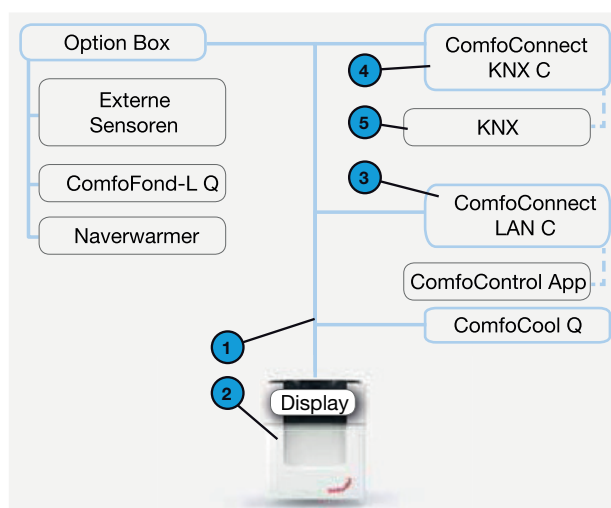 Option Box
Externe
Sensoren
ComfoFond-L Q
Naverwarmer
ComfoConnect
KNX C
4
5
KNX
3
ComfoConnect
LAN C
ComfoControl App
ComfoCool Q
1
2
Display